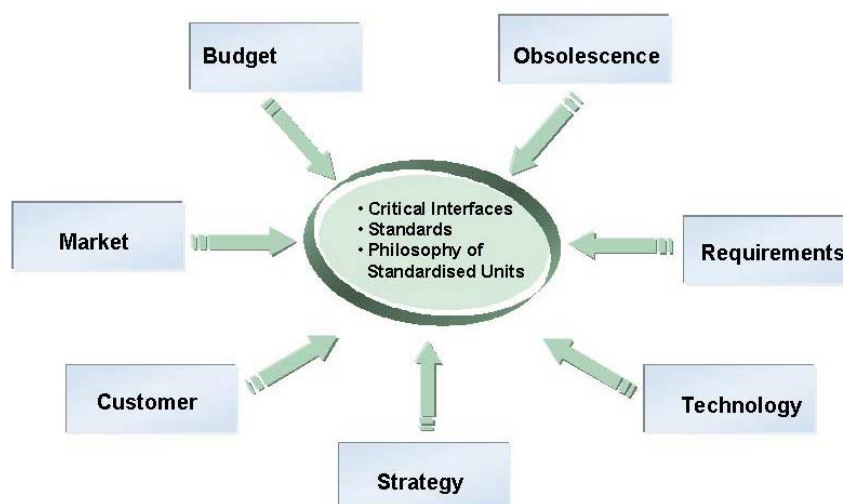 Budget
Obsolescence
• Critical Interfaces
• Standards
• Philosophy of
Standardised Units
Market
Requirements
Customer
Technology
Strategy